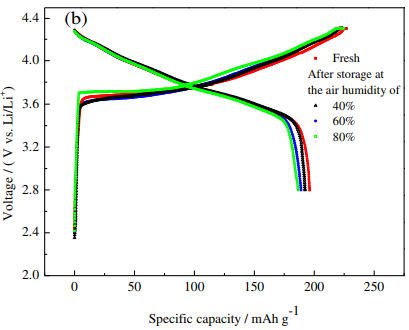 (b)
4.4
4.0
3.6
3.2
2.8
2.4
2.0
Voltage / ( V vs. Li/Li+)
Fresh
After storage at
the air humidity of
40%
60%
80%
0
50
100
150
200
250
Specific capacity / mAh g-1